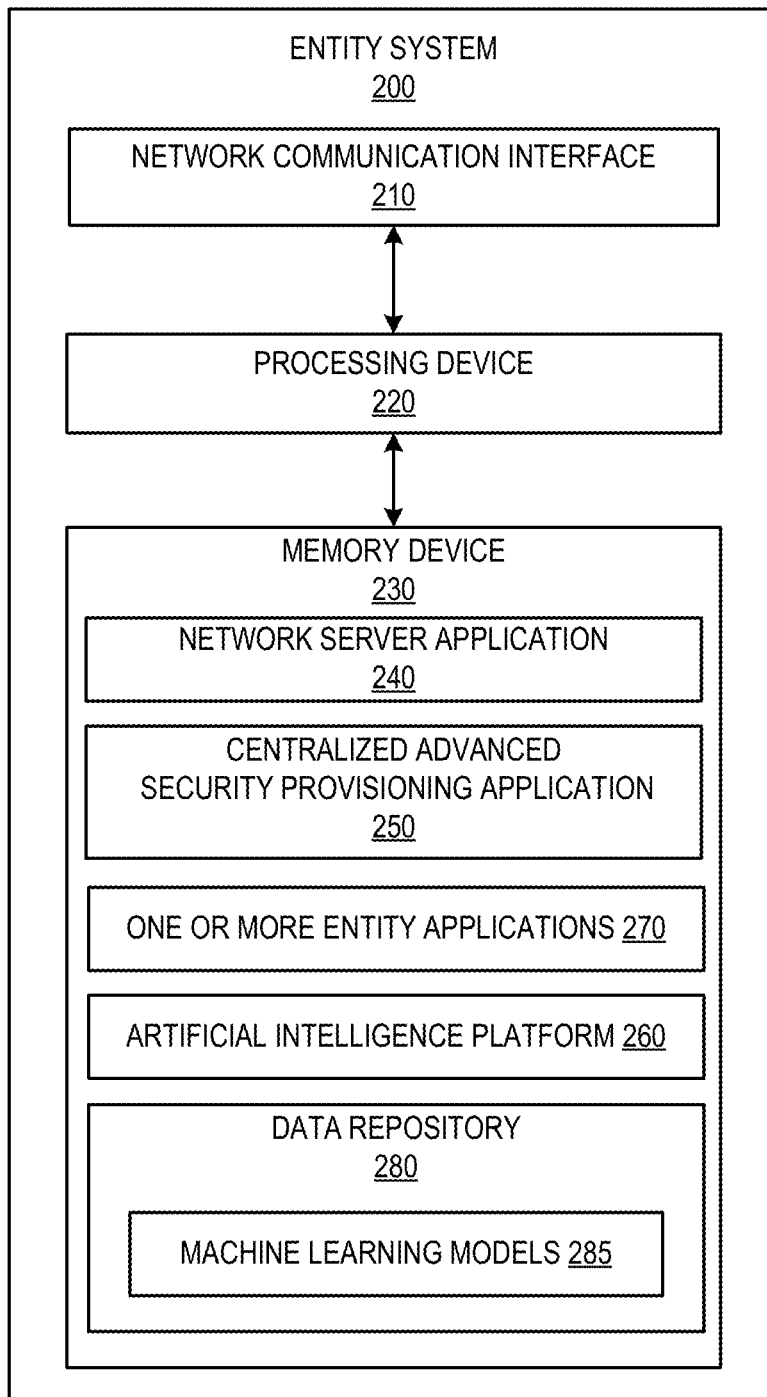 ENTITY SYSTEM
200
NETWORK COMMUNICATION INTERFACE
210
PROCESSING DEVICE
220
MEMORY DEVICE
230
NETWORK SERVER APPLICATION
240
CENTRALIZED ADVANCED
SECURITY PROVISIONING APPLICATION
250
ONE OR MORE ENTITY APPLICATIONS 270
ARTIFICIAL INTELLIGENCE PLATFORM 260
DATA REPOSITORY
280
MACHINE LEARNING MODELS 285